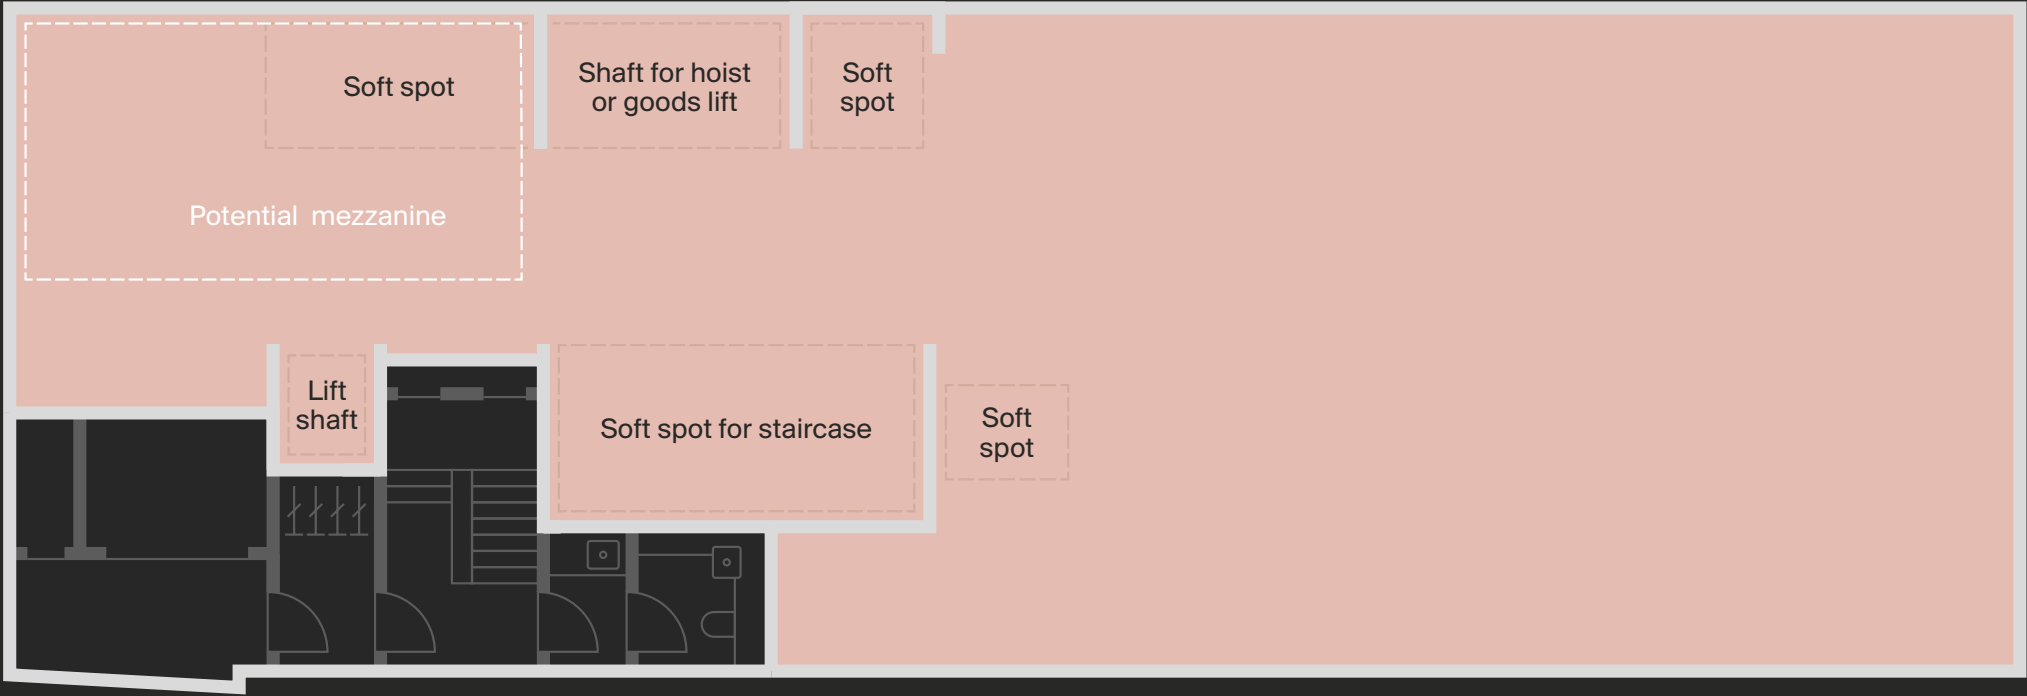 Soft spot
Shaft for hoist
or goods lift
Soft
spot
Potential mezzanine
Lift
shaft
Soft spot for staircase
Soft
spot